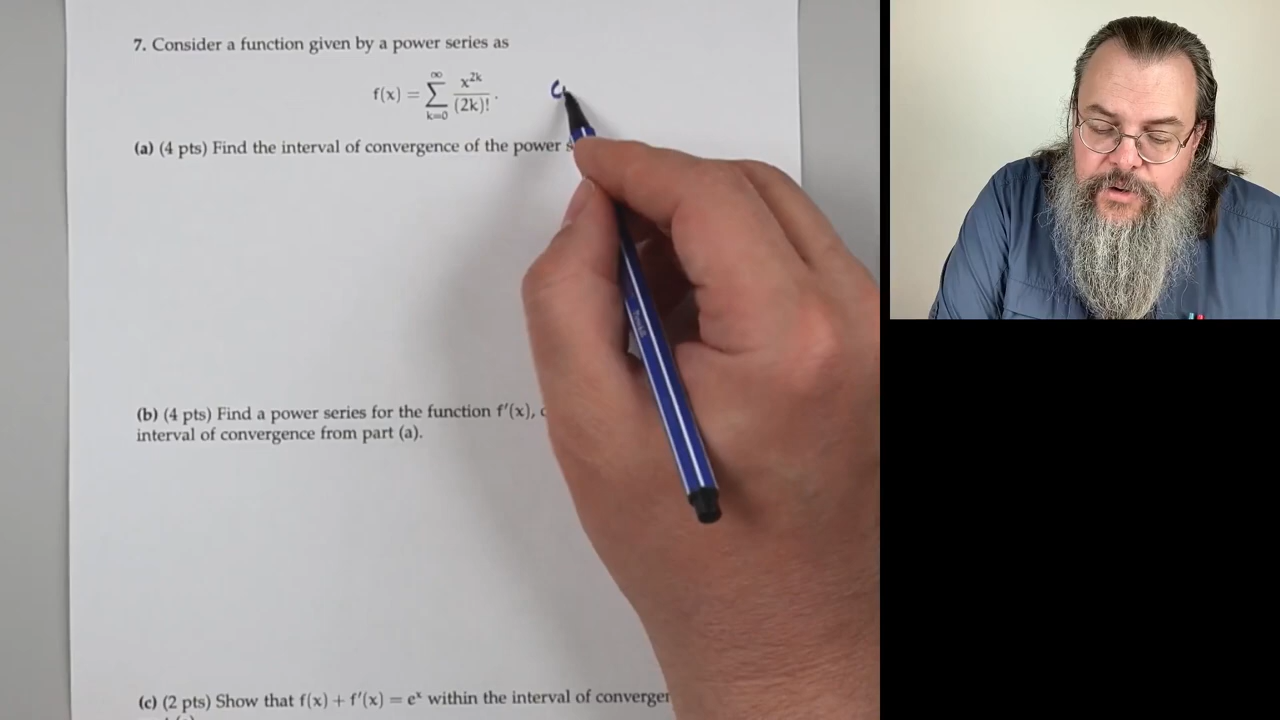 7. Consider a function given by a power series as
f(x) = ∑_{k=0}^{∞} x^{2k}/(2k)! .
(a) (4 pts) Find the interval of convergence of the power
(b) (4 pts) Find a power series for the function f′(x),
interval of convergence from part (a).
(c) (2 pts) Show that f(x) + f′(x) = e^x within the interval of